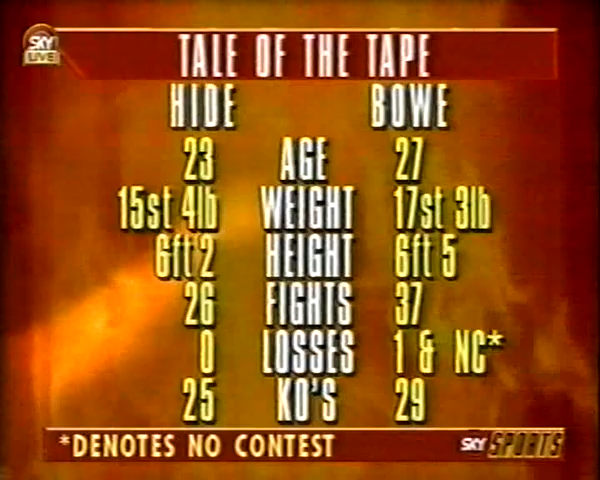 SKY
LIVE
TALE OF THE TAPE
HIDE BOWE
23 AGE 27
15st 4lb WEIGHT 17st 3lb
6ft 2 HEIGHT 6ft 5
26 FIGHTS 37
0 LOSSES 1 & NC*
25 KO'S 29
*DENOTES NO CONTEST
SKY SPORTS